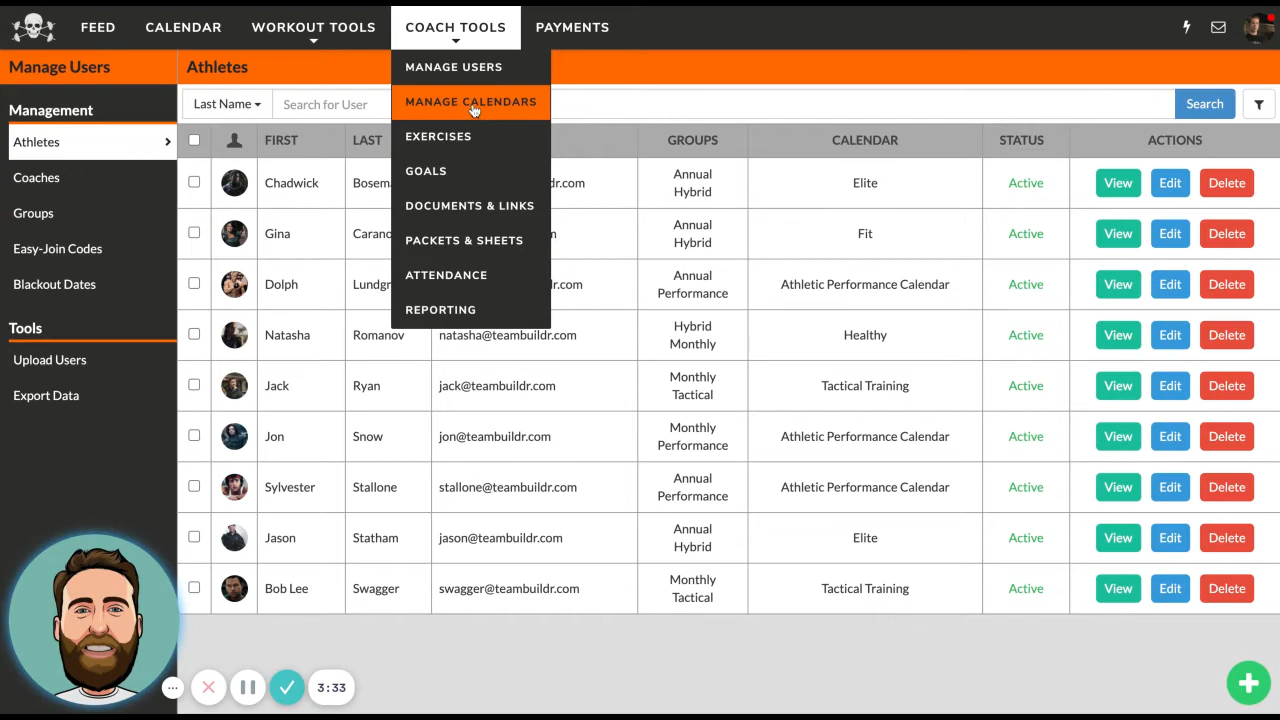 FEED CALENDAR WORKOUT TOOLS COACH TOOLS PAYMENTS
Manage Users
Athletes
MANAGE USERS
MANAGE CALENDARS
EXERCISES
GOALS
DOCUMENTS & LINKS
PACKETS & SHEETS
ATTENDANCE
REPORTING
Management
Athletes
Coaches
Groups
Easy-Join Codes
Blackout Dates
Tools
Upload Users
Export Data
Last Name Search for User Search
FIRST LAST GROUPS CALENDAR STATUS ACTIONS
Chadwick Bosem dr.com Annual Hybrid Elite Active View Edit Delete
Gina Carano Annual Hybrid Fit Active View Edit Delete
Dolph Lundgr .com Annual Performance Athletic Performance Calendar Active View Edit Delete
Natasha Romanov natasha@teambuildr.com Hybrid Monthly Healthy Active View Edit Delete
Jack Ryan jack@teambuildr.com Monthly Tactical Tactical Training Active View Edit Delete
Jon Snow jon@teambuildr.com Monthly Performance Athletic Performance Calendar Active View Edit Delete
Sylvester Stallone stallone@teambuildr.com Annual Performance Athletic Performance Calendar Active View Edit Delete
Jason Statham jason@teambuildr.com Annual Hybrid Elite Active View Edit Delete
Bob Lee Swagger swagger@teambuildr.com Monthly Tactical Tactical Training Active View Edit Delete
3:33